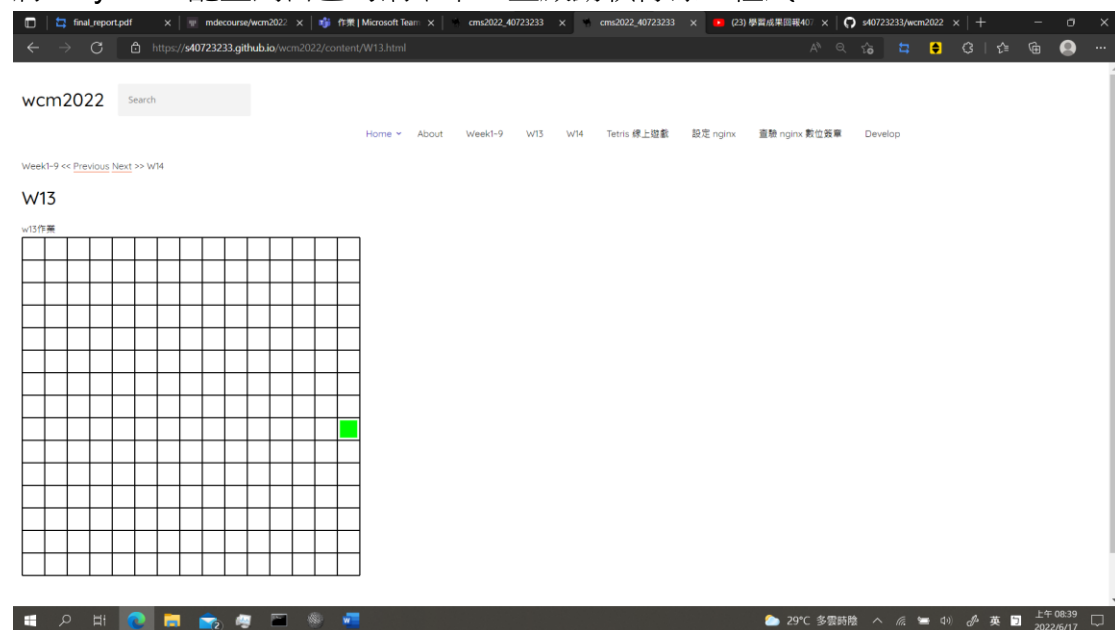 final_report.pdf
mdecourse/wcm2022
作業 | Microsoft Team
cms2022_40723233
cms2022_40723233
(23) 學習成果回報407
s40723233/wcm2022
https://s40723233.github.io/wcm2022/content/W13.html
wcm2022
Search
Home
About
Week1-9
W13
W14
Tetris 線上遊戲
設定 nginx
查驗 nginx 數位簽章
Develop
Week1-9 << Previous Next >> W14
W13
w13作業
29°C 多雲時陰
英
上午 08:39
2022/6/17